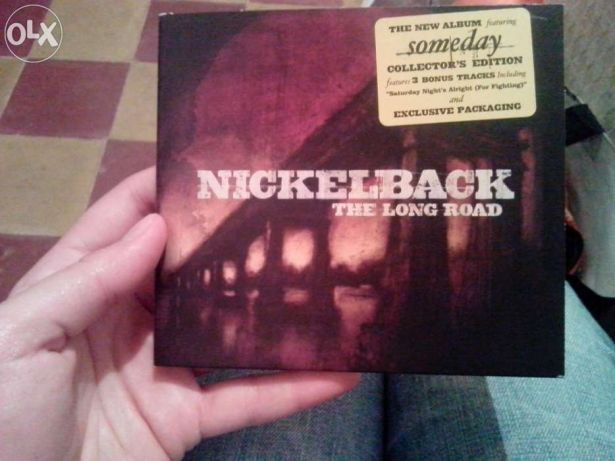 OLX
THE NEW ALBUM featuring
someday
COLLECTOR'S EDITION
features 3 BONUS TRACKS Including
"Saturday Night's Alright (For Fighting)"
and
EXCLUSIVE PACKAGING
NICKELBACK
THE LONG ROAD